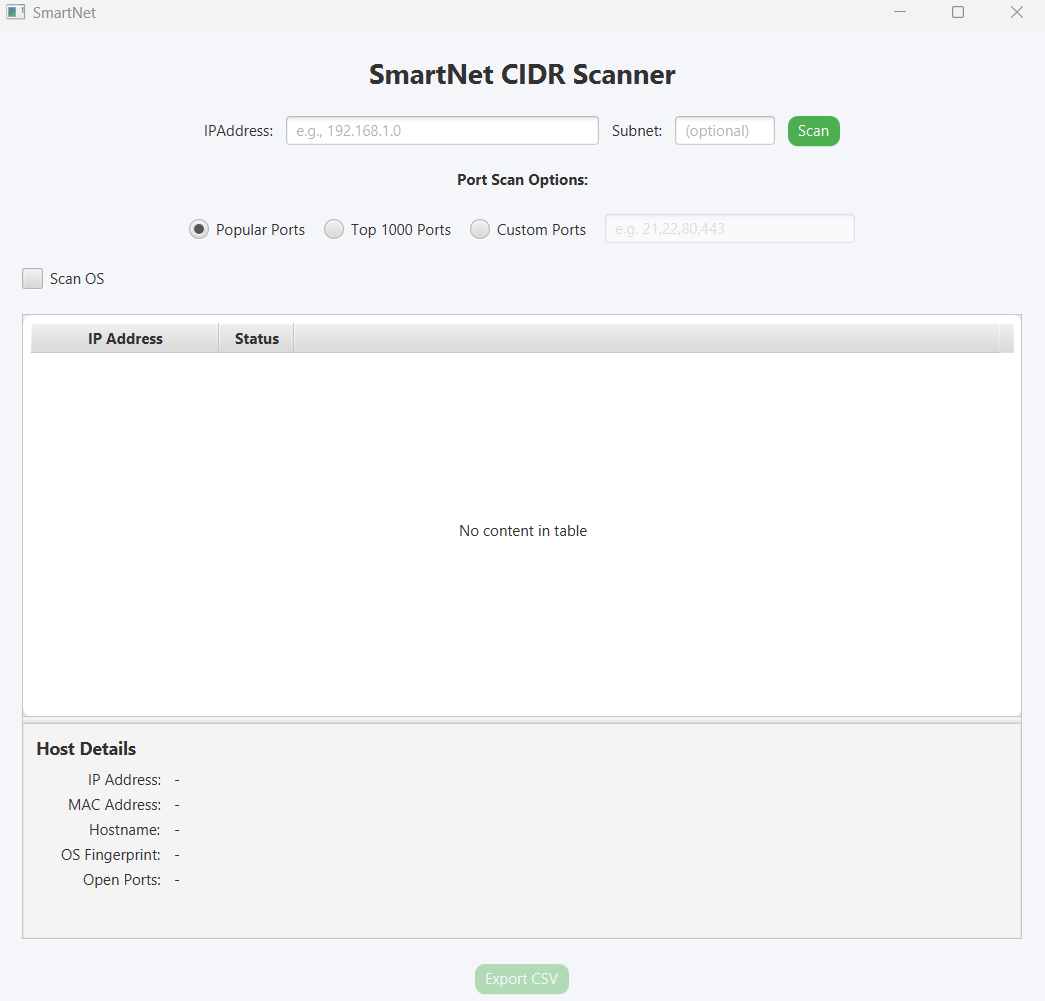 SmartNet
SmartNet CIDR Scanner
IPAddress: e.g., 192.168.1.0 Subnet: (optional) Scan
Port Scan Options:
Popular Ports Top 1000 Ports Custom Ports e.g. 21,22,80,443
Scan OS
IP Address Status
No content in table
Host Details
IP Address: -
MAC Address: -
Hostname: -
OS Fingerprint: -
Open Ports: -
Export CSV